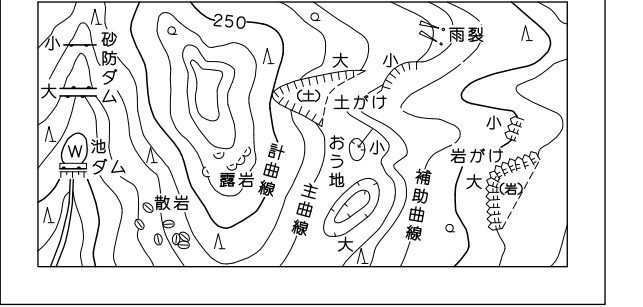 250
小
砂防ダム
大
雨裂
大
小
(土)
土がけ
池
W
ダム
おう地
小
小
岩がけ
大
(岩)
露岩
計曲線
主曲線
補助曲線
散岩
大